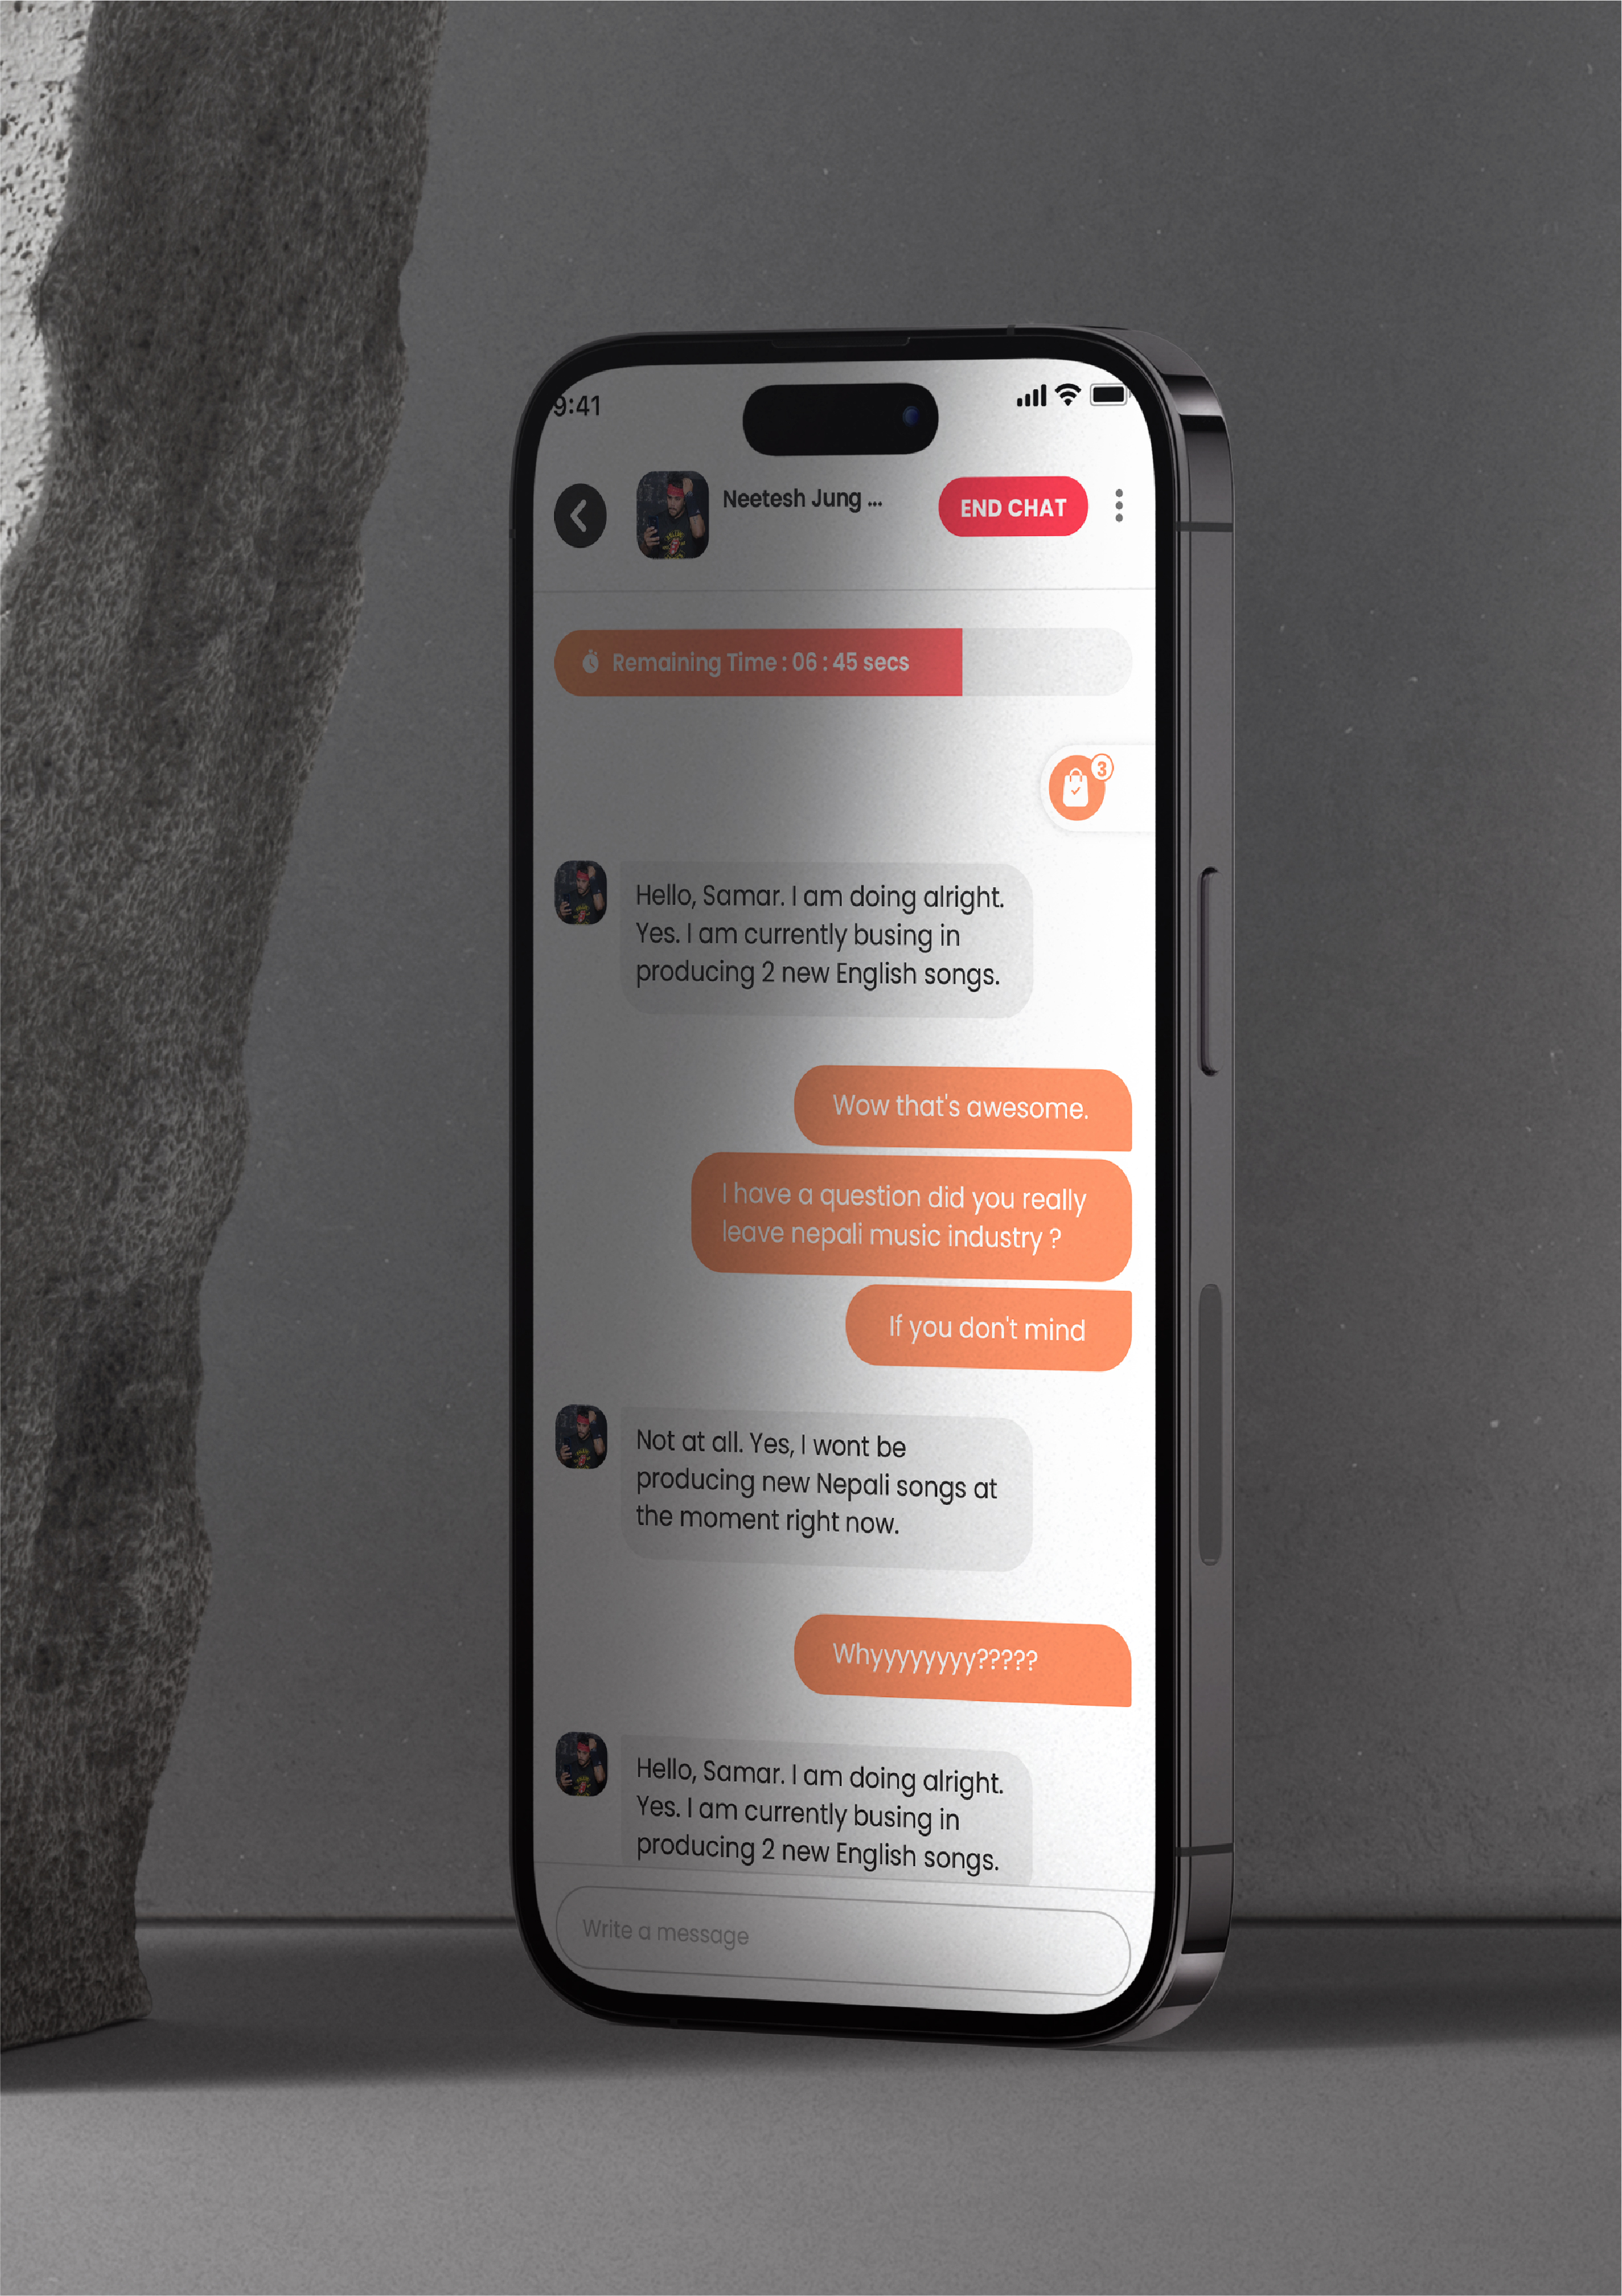 9:41
Neetesh Jung ...
END CHAT
Remaining Time : 06 : 45 secs
3
Hello, Samar. I am doing alright.
Yes. I am currently busing in
producing 2 new English songs.
Wow that's awesome.
I have a question did you really
leave nepali music industry ?
If you don't mind
Not at all. Yes, I wont be
producing new Nepali songs at
the moment right now.
Whyyyyyyyy?????
Hello, Samar. I am doing alright.
Yes. I am currently busing in
producing 2 new English songs.
Write a message